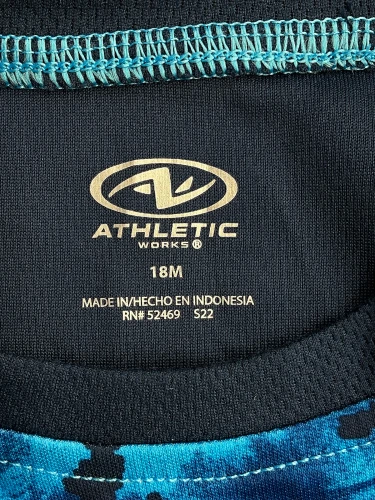 ATHLETIC
WORKS®
18M
MADE IN/HECHO EN INDONESIA
RN# 52469 S22